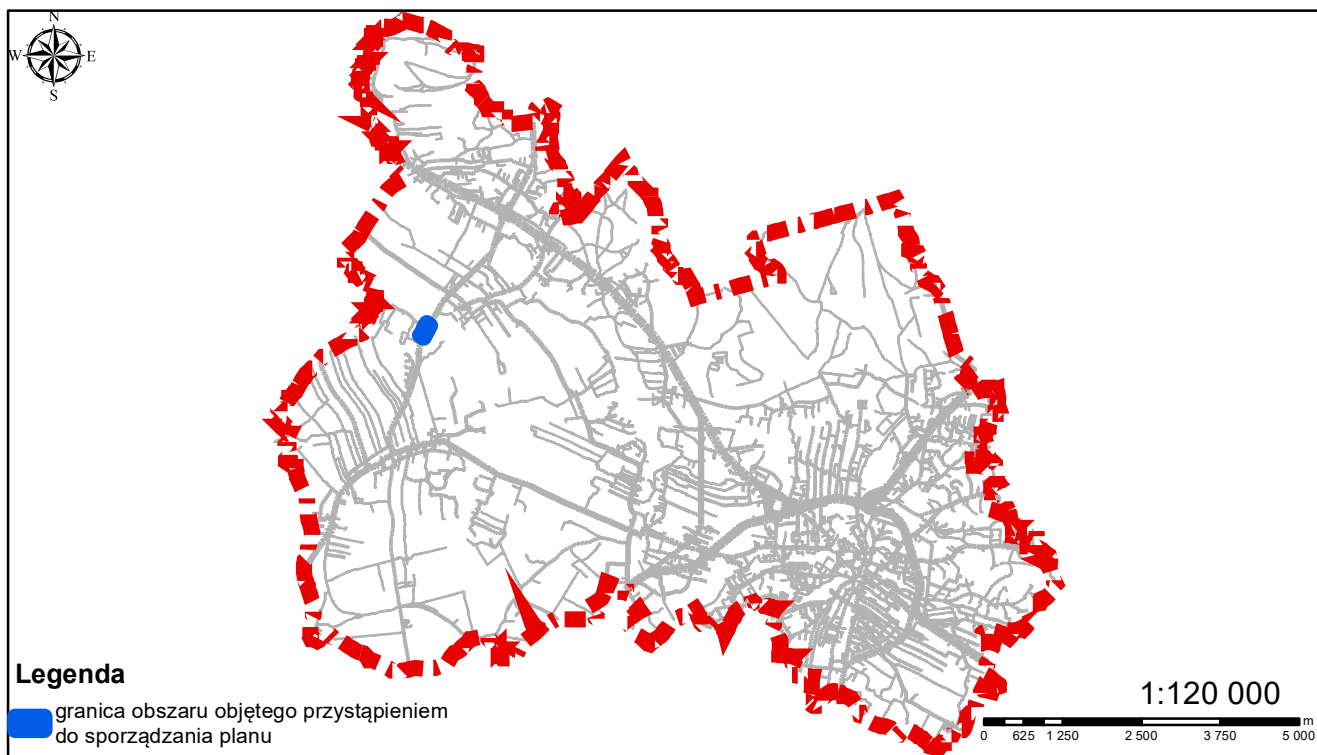 N
W E
S
Legenda
granica obszaru objętego przystąpieniem
do sporządzania planu
1:120 000
m
0 625 1 250 2 500 3 750 5 000